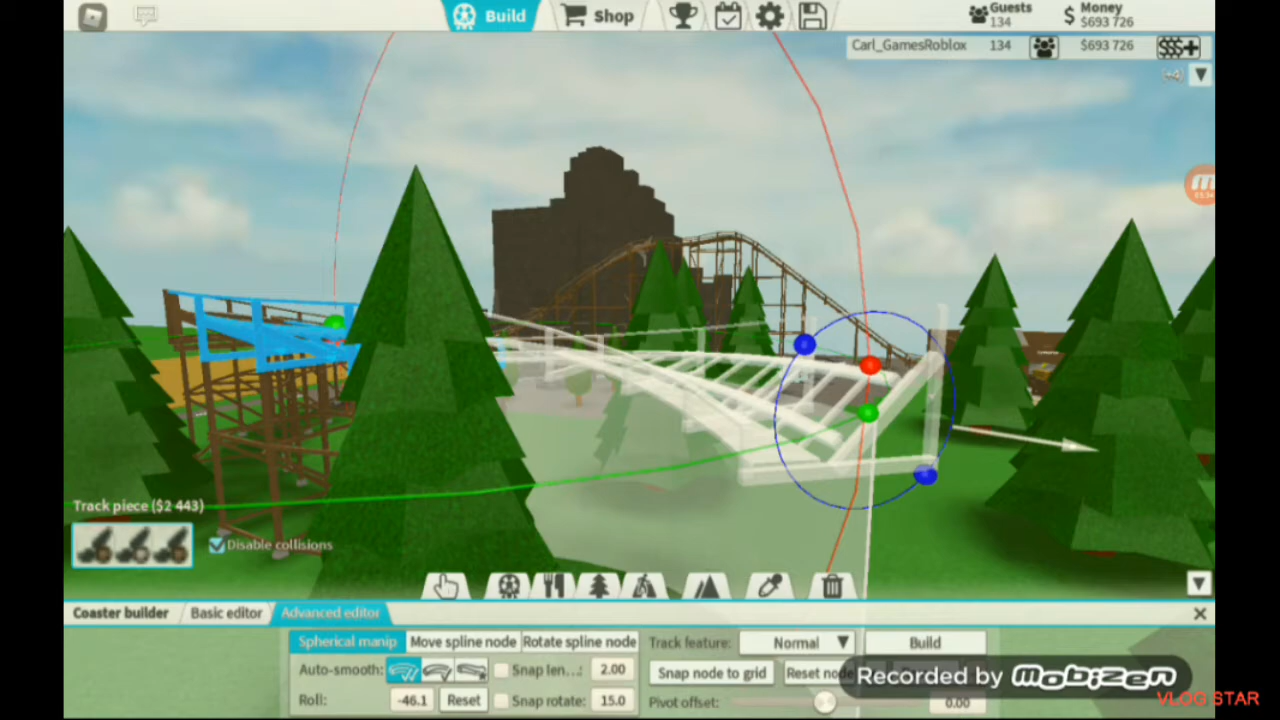 Build
Shop
Guests
134
Money
$693 726
Carl_GamesRoblox 134 $693 726
Track piece ($2 443)
Disable collisions
Coaster builder Basic editor Advanced editor
Spherical manip Move spline node Rotate spline node Track feature: Normal Build
Auto-smooth: Snap len...: 2.00 Snap node to grid Reset node
Roll: -46.1 Reset Snap rotate: 15.0 Pivot offset: 0.00
Recorded by mobizen
VLOG STAR